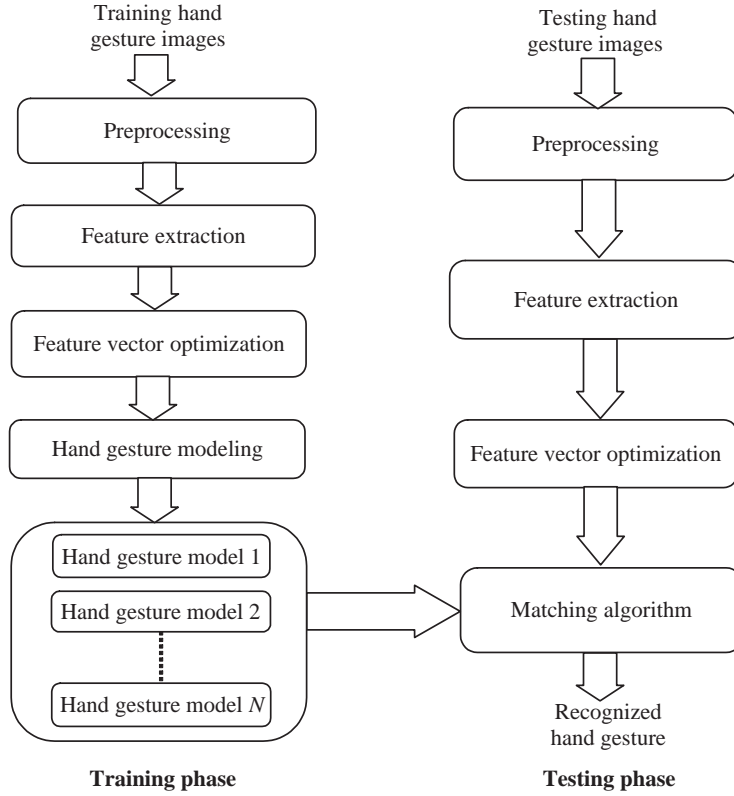 Training hand
gesture images
Preprocessing
Feature extraction
Feature vector optimization
Hand gesture modeling
Hand gesture model 1
Hand gesture model 2
Hand gesture model N
Training phase
Testing hand
gesture images
Preprocessing
Feature extraction
Feature vector optimization
Matching algorithm
Recognized
hand gesture
Testing phase